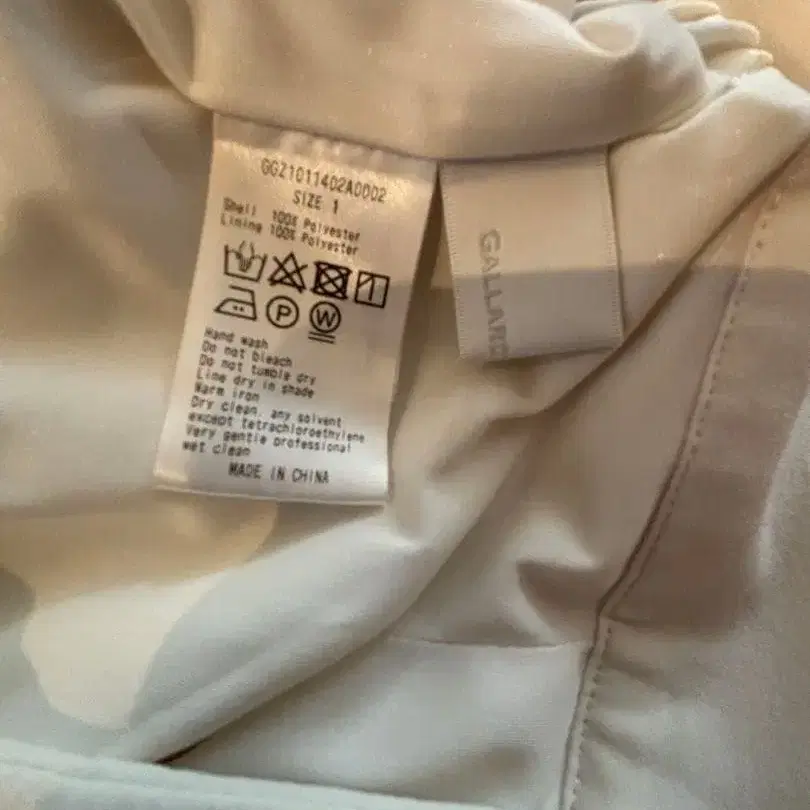 GGZ1011402A0002
SIZE 1
Shell 100% Polyester
Lining 100% Polyester
P W
Hand wash
Do not bleach
Do not tumble dry
Line dry in shade
Warm iron
Dry clean, any solvent
except tetrachloroethylene
Very gentle professional
wet clean
MADE IN CHINA